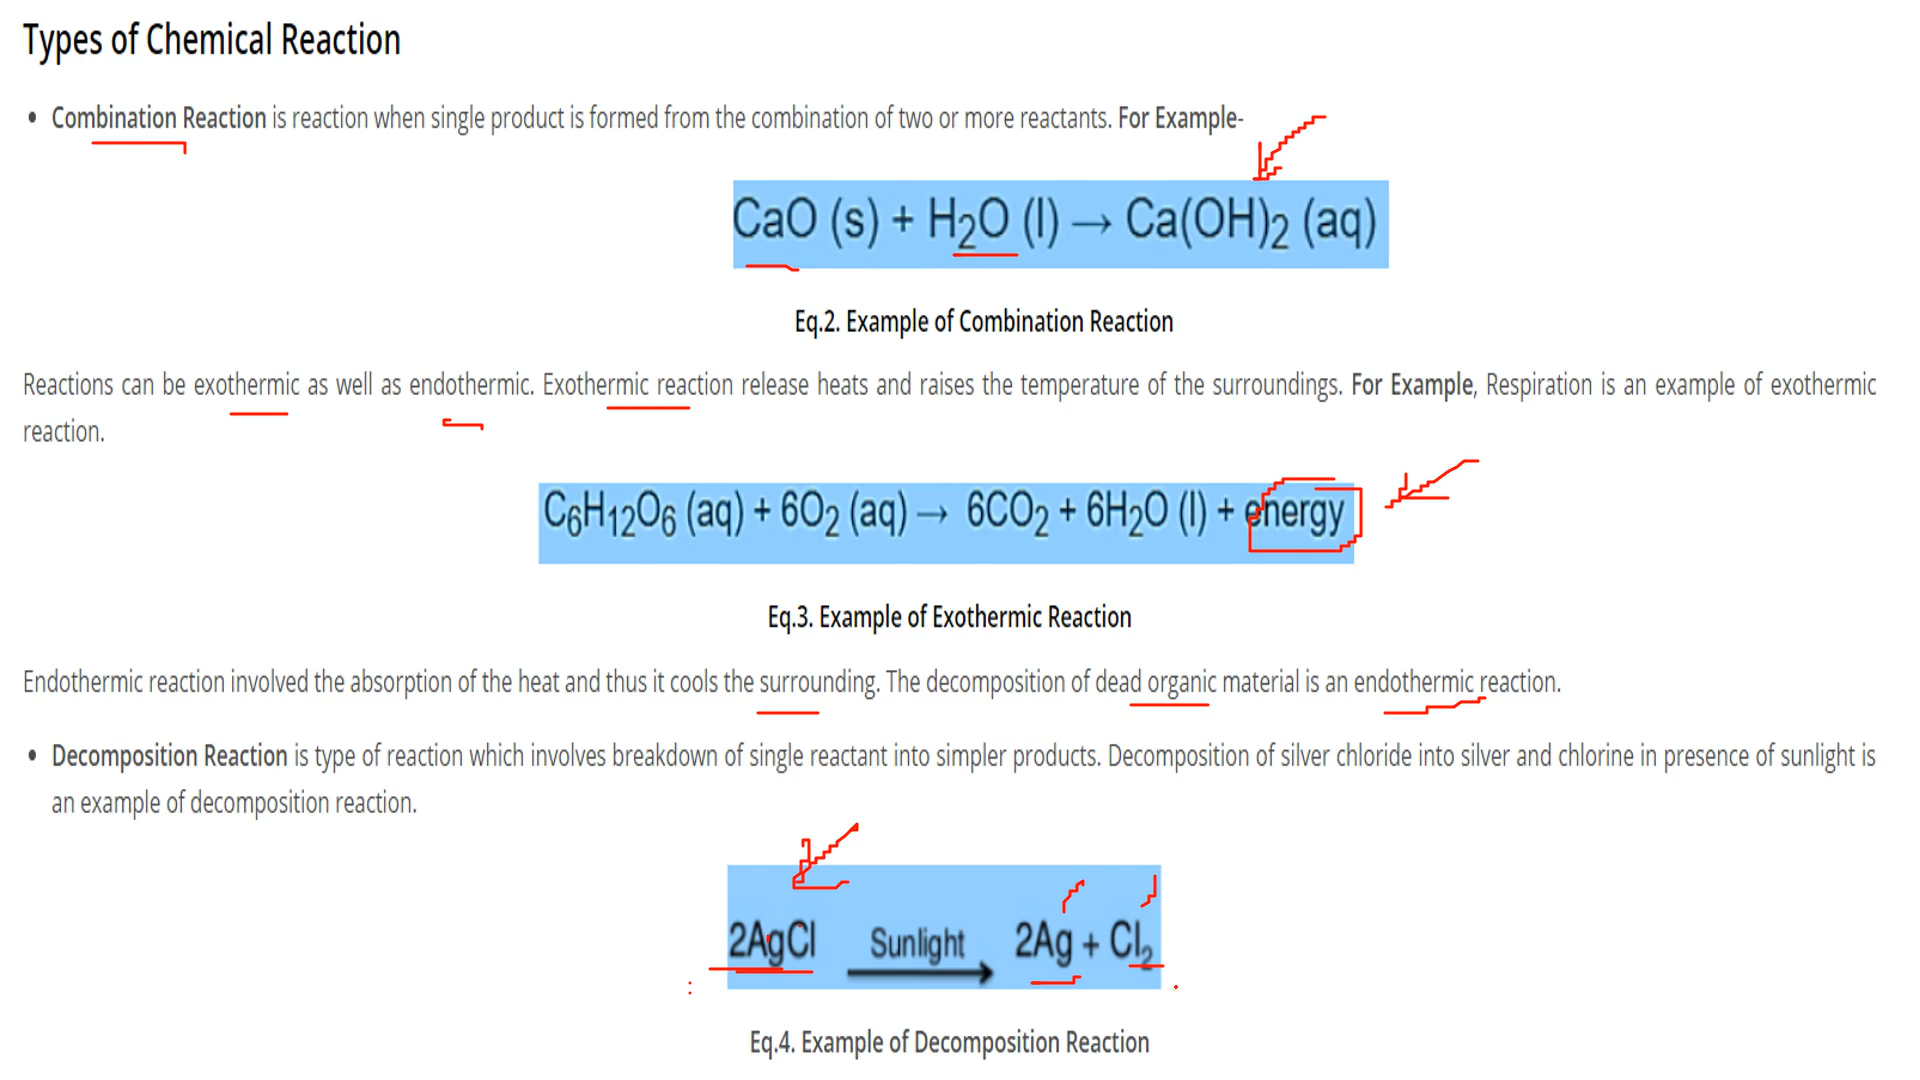 Types of Chemical Reaction
• Combination Reaction is reaction when single product is formed from the combination of two or more reactants. For Example-
CaO (s) + H2O (l) → Ca(OH)2 (aq)
Eq.2. Example of Combination Reaction
Reactions can be exothermic as well as endothermic. Exothermic reaction release heats and raises the temperature of the surroundings. For Example, Respiration is an example of exothermic
reaction.
C6H12O6 (aq) + 6O2 (aq) → 6CO2 + 6H2O (l) + energy
Eq.3. Example of Exothermic Reaction
Endothermic reaction involved the absorption of the heat and thus it cools the surrounding. The decomposition of dead organic material is an endothermic reaction.
• Decomposition Reaction is type of reaction which involves breakdown of single reactant into simpler products. Decomposition of silver chloride into silver and chlorine in presence of sunlight is
an example of decomposition reaction.
2AgCl Sunlight → 2Ag + Cl2
Eq.4. Example of Decomposition Reaction